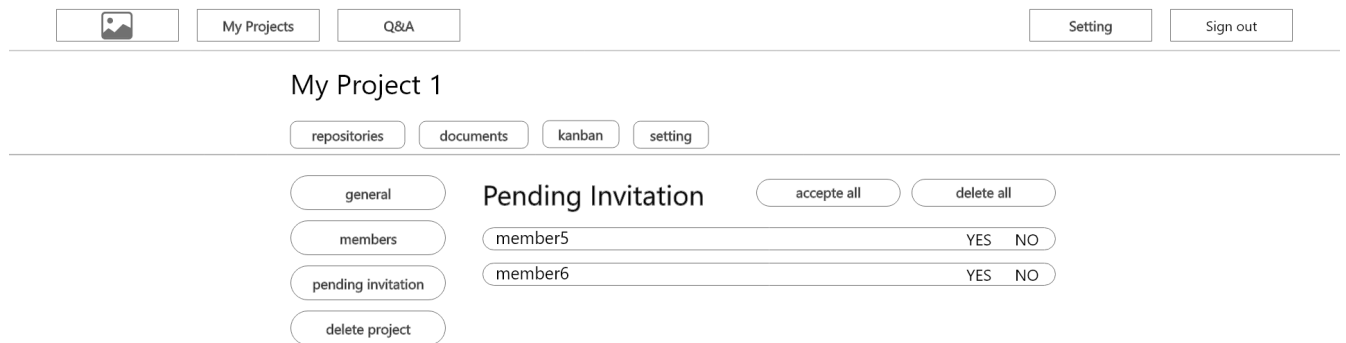 My Projects Q&A Setting Sign out
My Project 1
repositories documents kanban setting
general Pending Invitation accepte all delete all
members member5 YES NO
pending invitation member6 YES NO
delete project